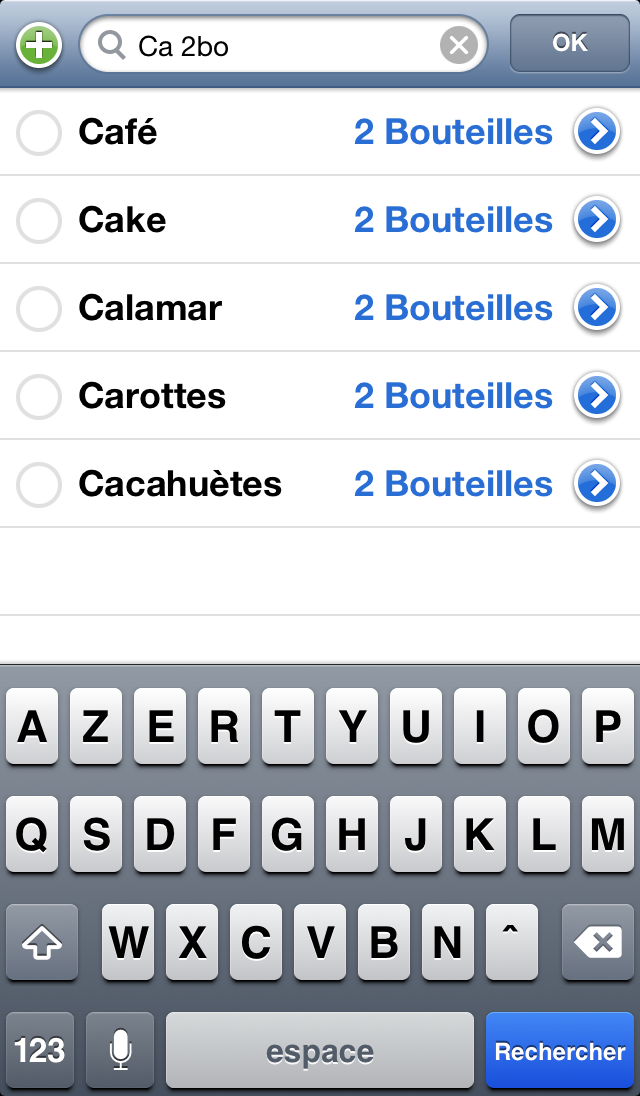 Ca 2bo OK
Café 2 Bouteilles
Cake 2 Bouteilles
Calamar 2 Bouteilles
Carottes 2 Bouteilles
Cacahuètes 2 Bouteilles
A Z E R T Y U I O P
Q S D F G H J K L M
W X C V B N ^
123 espace Rechercher